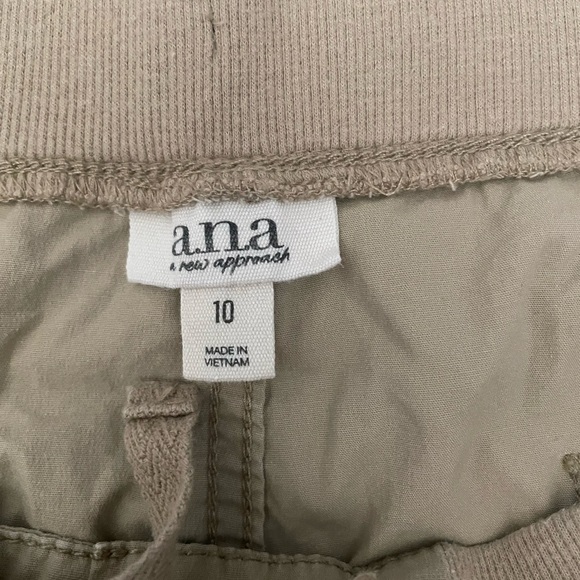 a.n.a
a new approach
10
MADE IN
VIETNAM